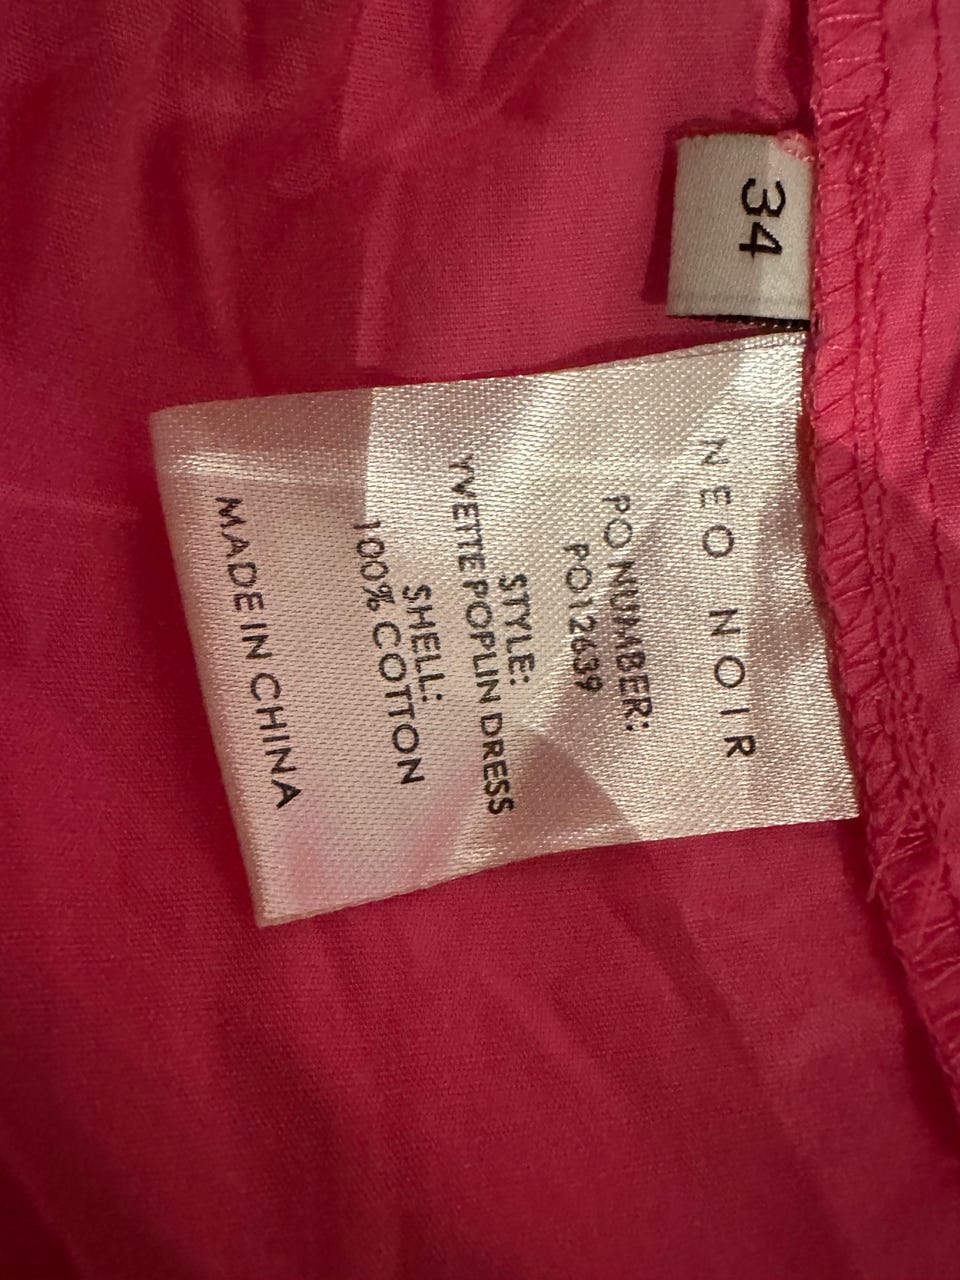 34
NEO NOIR
PO NUMBER:
PO12639
STYLE:
YVETTE POPLIN DRESS
SHELL:
100% COTTON
MADE IN CHINA